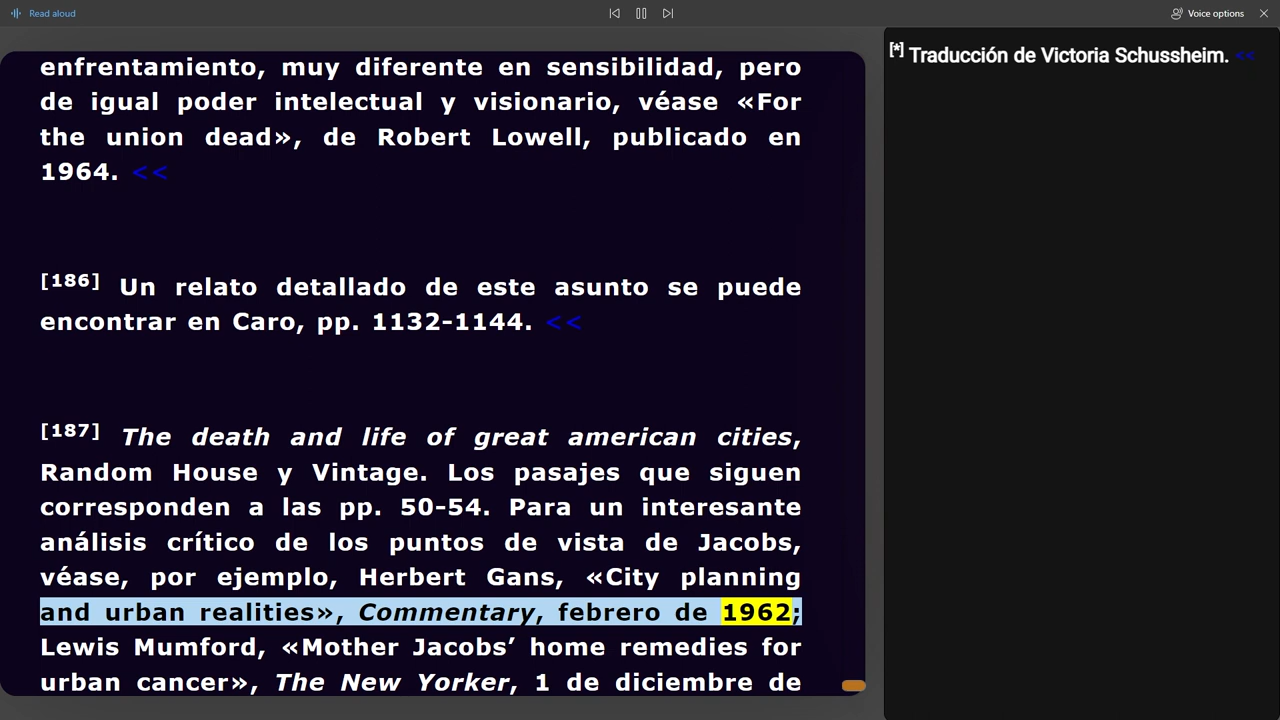 Read aloud
Voice options
enfrentamiento, muy diferente en sensibilidad, pero
de igual poder intelectual y visionario, véase «For
the union dead», de Robert Lowell, publicado en
1964. <<
[186] Un relato detallado de este asunto se puede
encontrar en Caro, pp. 1132-1144. <<
[187] The death and life of great american cities,
Random House y Vintage. Los pasajes que siguen
corresponden a las pp. 50-54. Para un interesante
análisis crítico de los puntos de vista de Jacobs,
véase, por ejemplo, Herbert Gans, «City planning
and urban realities», Commentary, febrero de 1962;
Lewis Mumford, «Mother Jacobs’ home remedies for
urban cancer», The New Yorker, 1 de diciembre de
[*] Traducción de Victoria Schussheim. <<